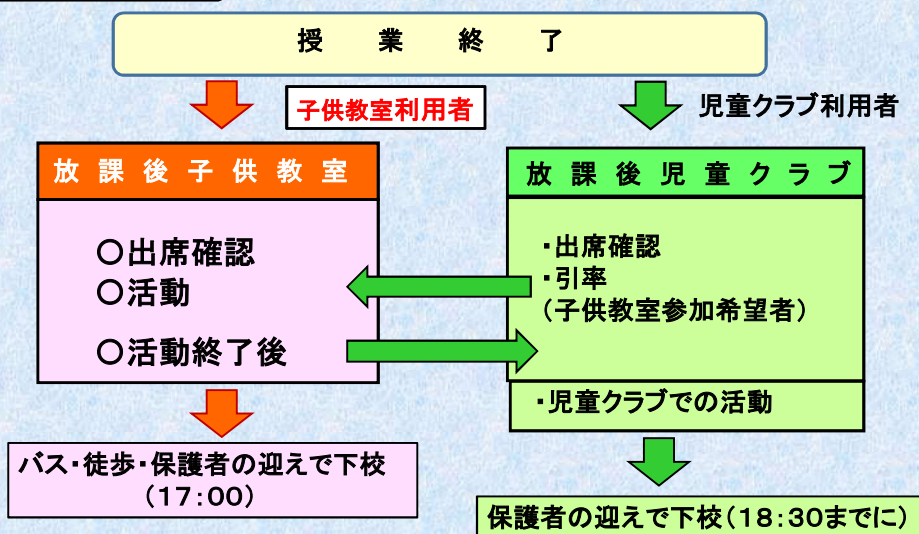 授業終了
子供教室利用者
児童クラブ利用者
放課後子供教室
○出席確認
○活動
○活動終了後
バス・徒歩・保護者の迎えで下校
(17:00)
放課後児童クラブ
・出席確認
・引率
(子供教室参加希望者)
・児童クラブでの活動
保護者の迎えで下校(18:30までに)